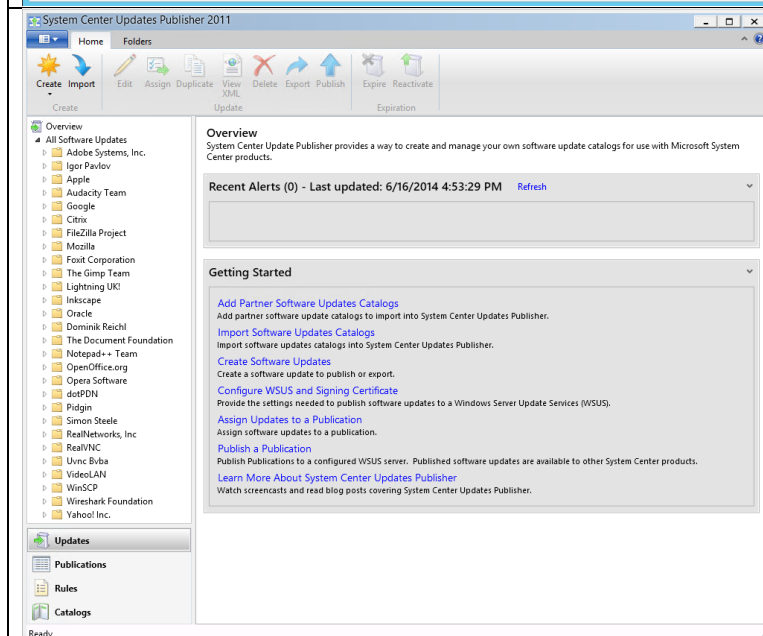 System Center Updates Publisher 2011
Home Folders
Create Import Edit Assign Duplicate View XML Delete Export Publish Expire Reactivate
Create Update Expiration
Overview
All Software Updates
Adobe Systems, Inc.
Igor Pavlov
Apple
Audacity Team
Google
Citrix
FileZilla Project
Mozilla
Foxit Corporation
The Gimp Team
Lightning UK!
Inkscape
Oracle
Dominik Reichl
The Document Foundation
Notepad++ Team
OpenOffice.org
Opera Software
dotPDN
Pidgin
Simon Steele
RealNetworks, Inc
RealVNC
Uvnc Bvba
VideoLAN
WinSCP
Wireshark Foundation
Yahoo! Inc.
Updates
Publications
Rules
Catalogs
Overview
System Center Update Publisher provides a way to create and manage your own software update catalogs for use with Microsoft System
Center products.
Recent Alerts (0) - Last updated: 6/16/2014 4:53:29 PM Refresh
Getting Started
Add Partner Software Updates Catalogs
Add partner software update catalogs to import into System Center Updates Publisher.
Import Software Updates Catalogs
Import software updates catalogs into System Center Updates Publisher.
Create Software Updates
Create a software update to publish or export.
Configure WSUS and Signing Certificate
Provide the settings needed to publish software updates to a Windows Server Update Services (WSUS).
Assign Updates to a Publication
Assign software updates to a publication.
Publish a Publication
Publish Publications to a configured WSUS server. Published software updates are available to other System Center products.
Learn More About System Center Updates Publisher
Watch screencasts and read blog posts covering System Center Updates Publisher.
Ready